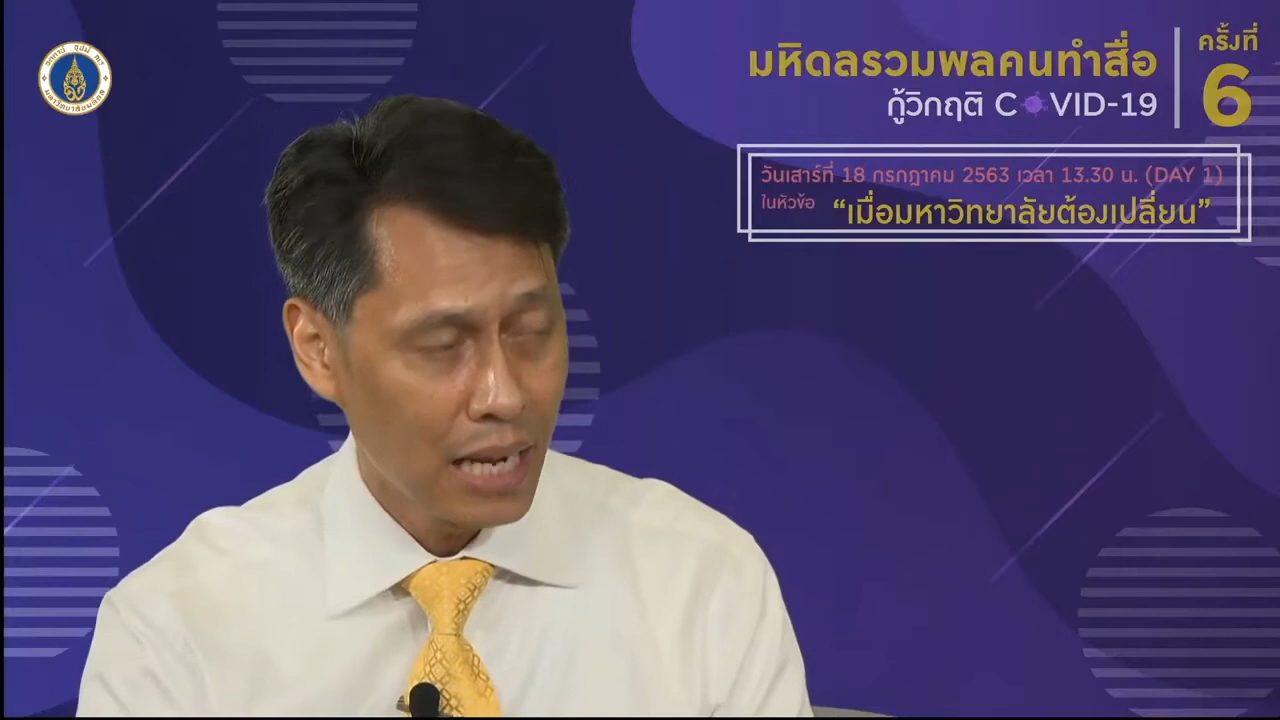 มหิดลรวมพลคนทำสื่อ
กู้วิกฤติ COVID-19
ครั้งที่
6
วันเสาร์ที่ 18 กรกฎาคม 2563 เวลา 13.30 น. (DAY 1)
ในหัวข้อ "เมื่อมหาวิทยาลัยต้องเปลี่ยน"